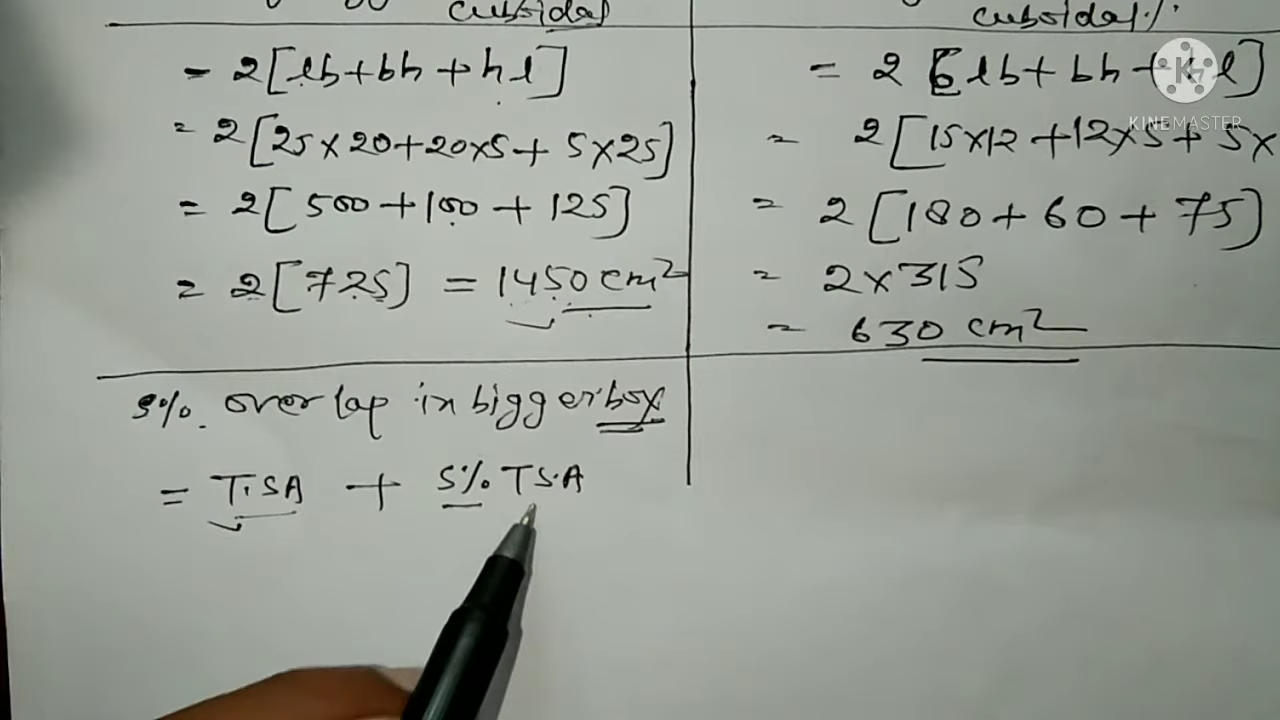 cuboidal
= 2[lb+bh+hl]
= 2[25×20+20×5+5×25]
= 2[500+100+125]
= 2[725] = 1450 cm²
cuboidal
= 2[lb+bh+hl]
KINEMASTER
= 2[15×12+12×5+5×
= 2[180+60+75]
= 2×315
= 630 cm²
5% overlap in bigger box
= T.SA + 5% TS.A